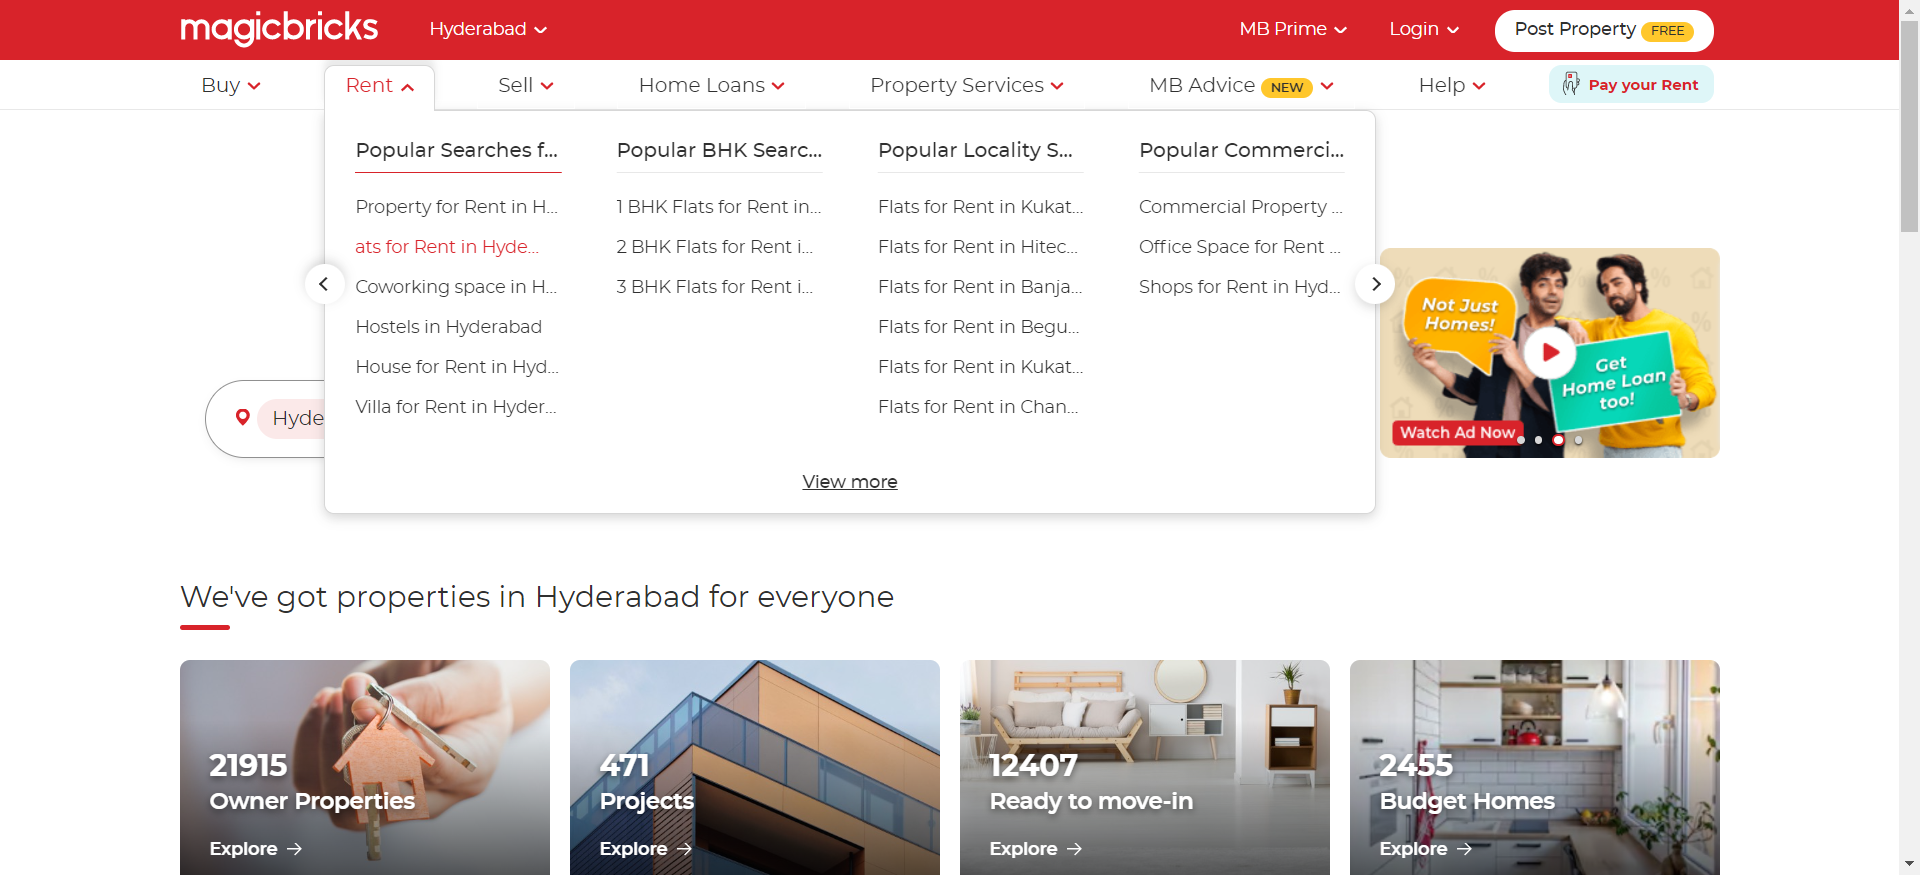 magicbricks
Hyderabad
MB Prime
Login
Post Property FREE
Buy
Rent
Sell
Home Loans
Property Services
MB Advice NEW
Help
Pay your Rent
Popular Searches f...
Property for Rent in H...
ats for Rent in Hyde...
Coworking space in H...
Hostels in Hyderabad
House for Rent in Hyd...
Villa for Rent in Hyder...
Popular BHK Searc...
1 BHK Flats for Rent in...
2 BHK Flats for Rent i...
3 BHK Flats for Rent i...
Popular Locality S...
Flats for Rent in Kukat...
Flats for Rent in Hitec...
Flats for Rent in Banja...
Flats for Rent in Begu...
Flats for Rent in Kukat...
Flats for Rent in Chan...
Popular Commerci...
Commercial Property ...
Office Space for Rent ...
Shops for Rent in Hyd...
View more
Hyde
Not Just
Homes!
Get
Home Loan
too!
Watch Ad Now
We've got properties in Hyderabad for everyone
21915
Owner Properties
Explore
471
Projects
Explore
12407
Ready to move-in
Explore
2455
Budget Homes
Explore